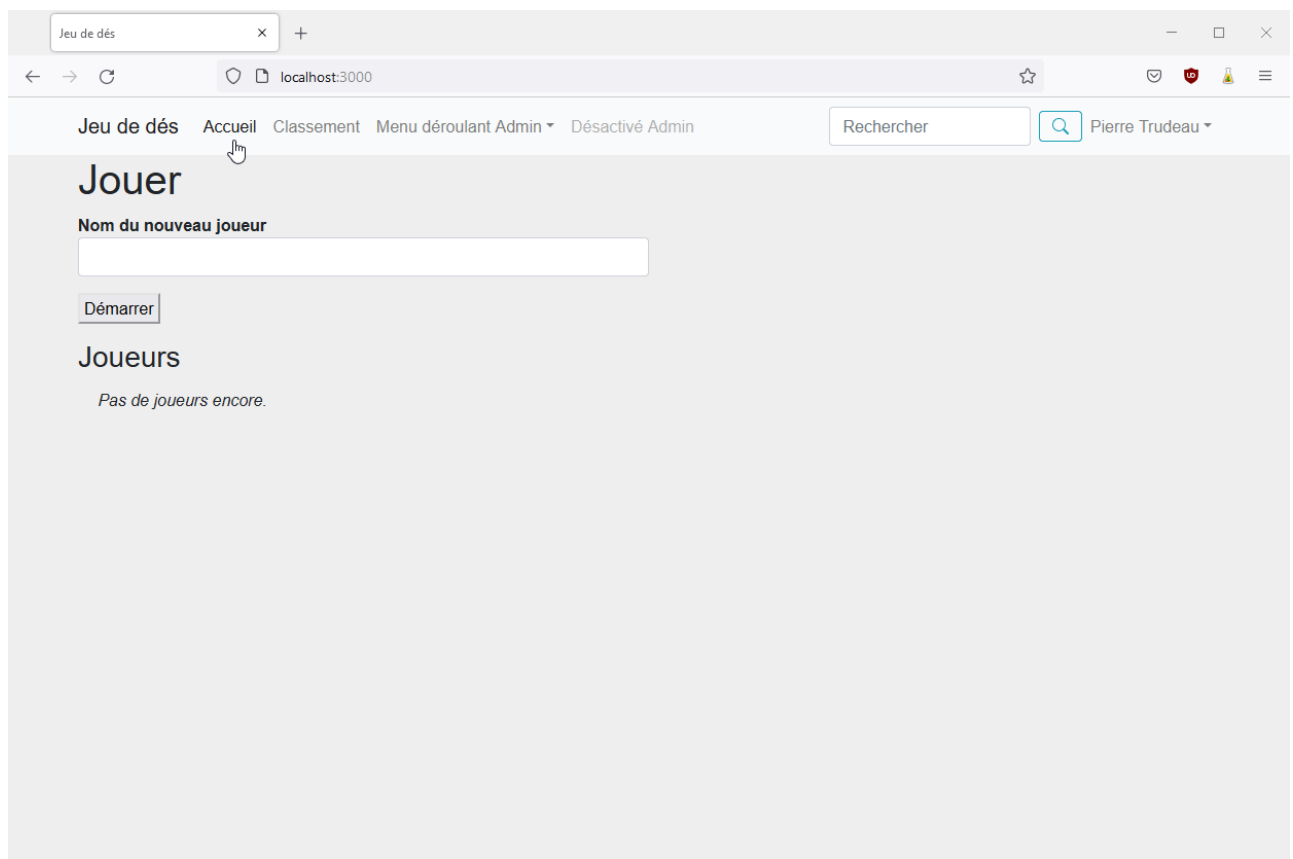 Jeu de dés
localhost:3000
Jeu de dés Accueil Classement Menu déroulant Admin Désactivé Admin Rechercher Pierre Trudeau
Jouer
Nom du nouveau joueur
Démarrer
Joueurs
Pas de joueurs encore.